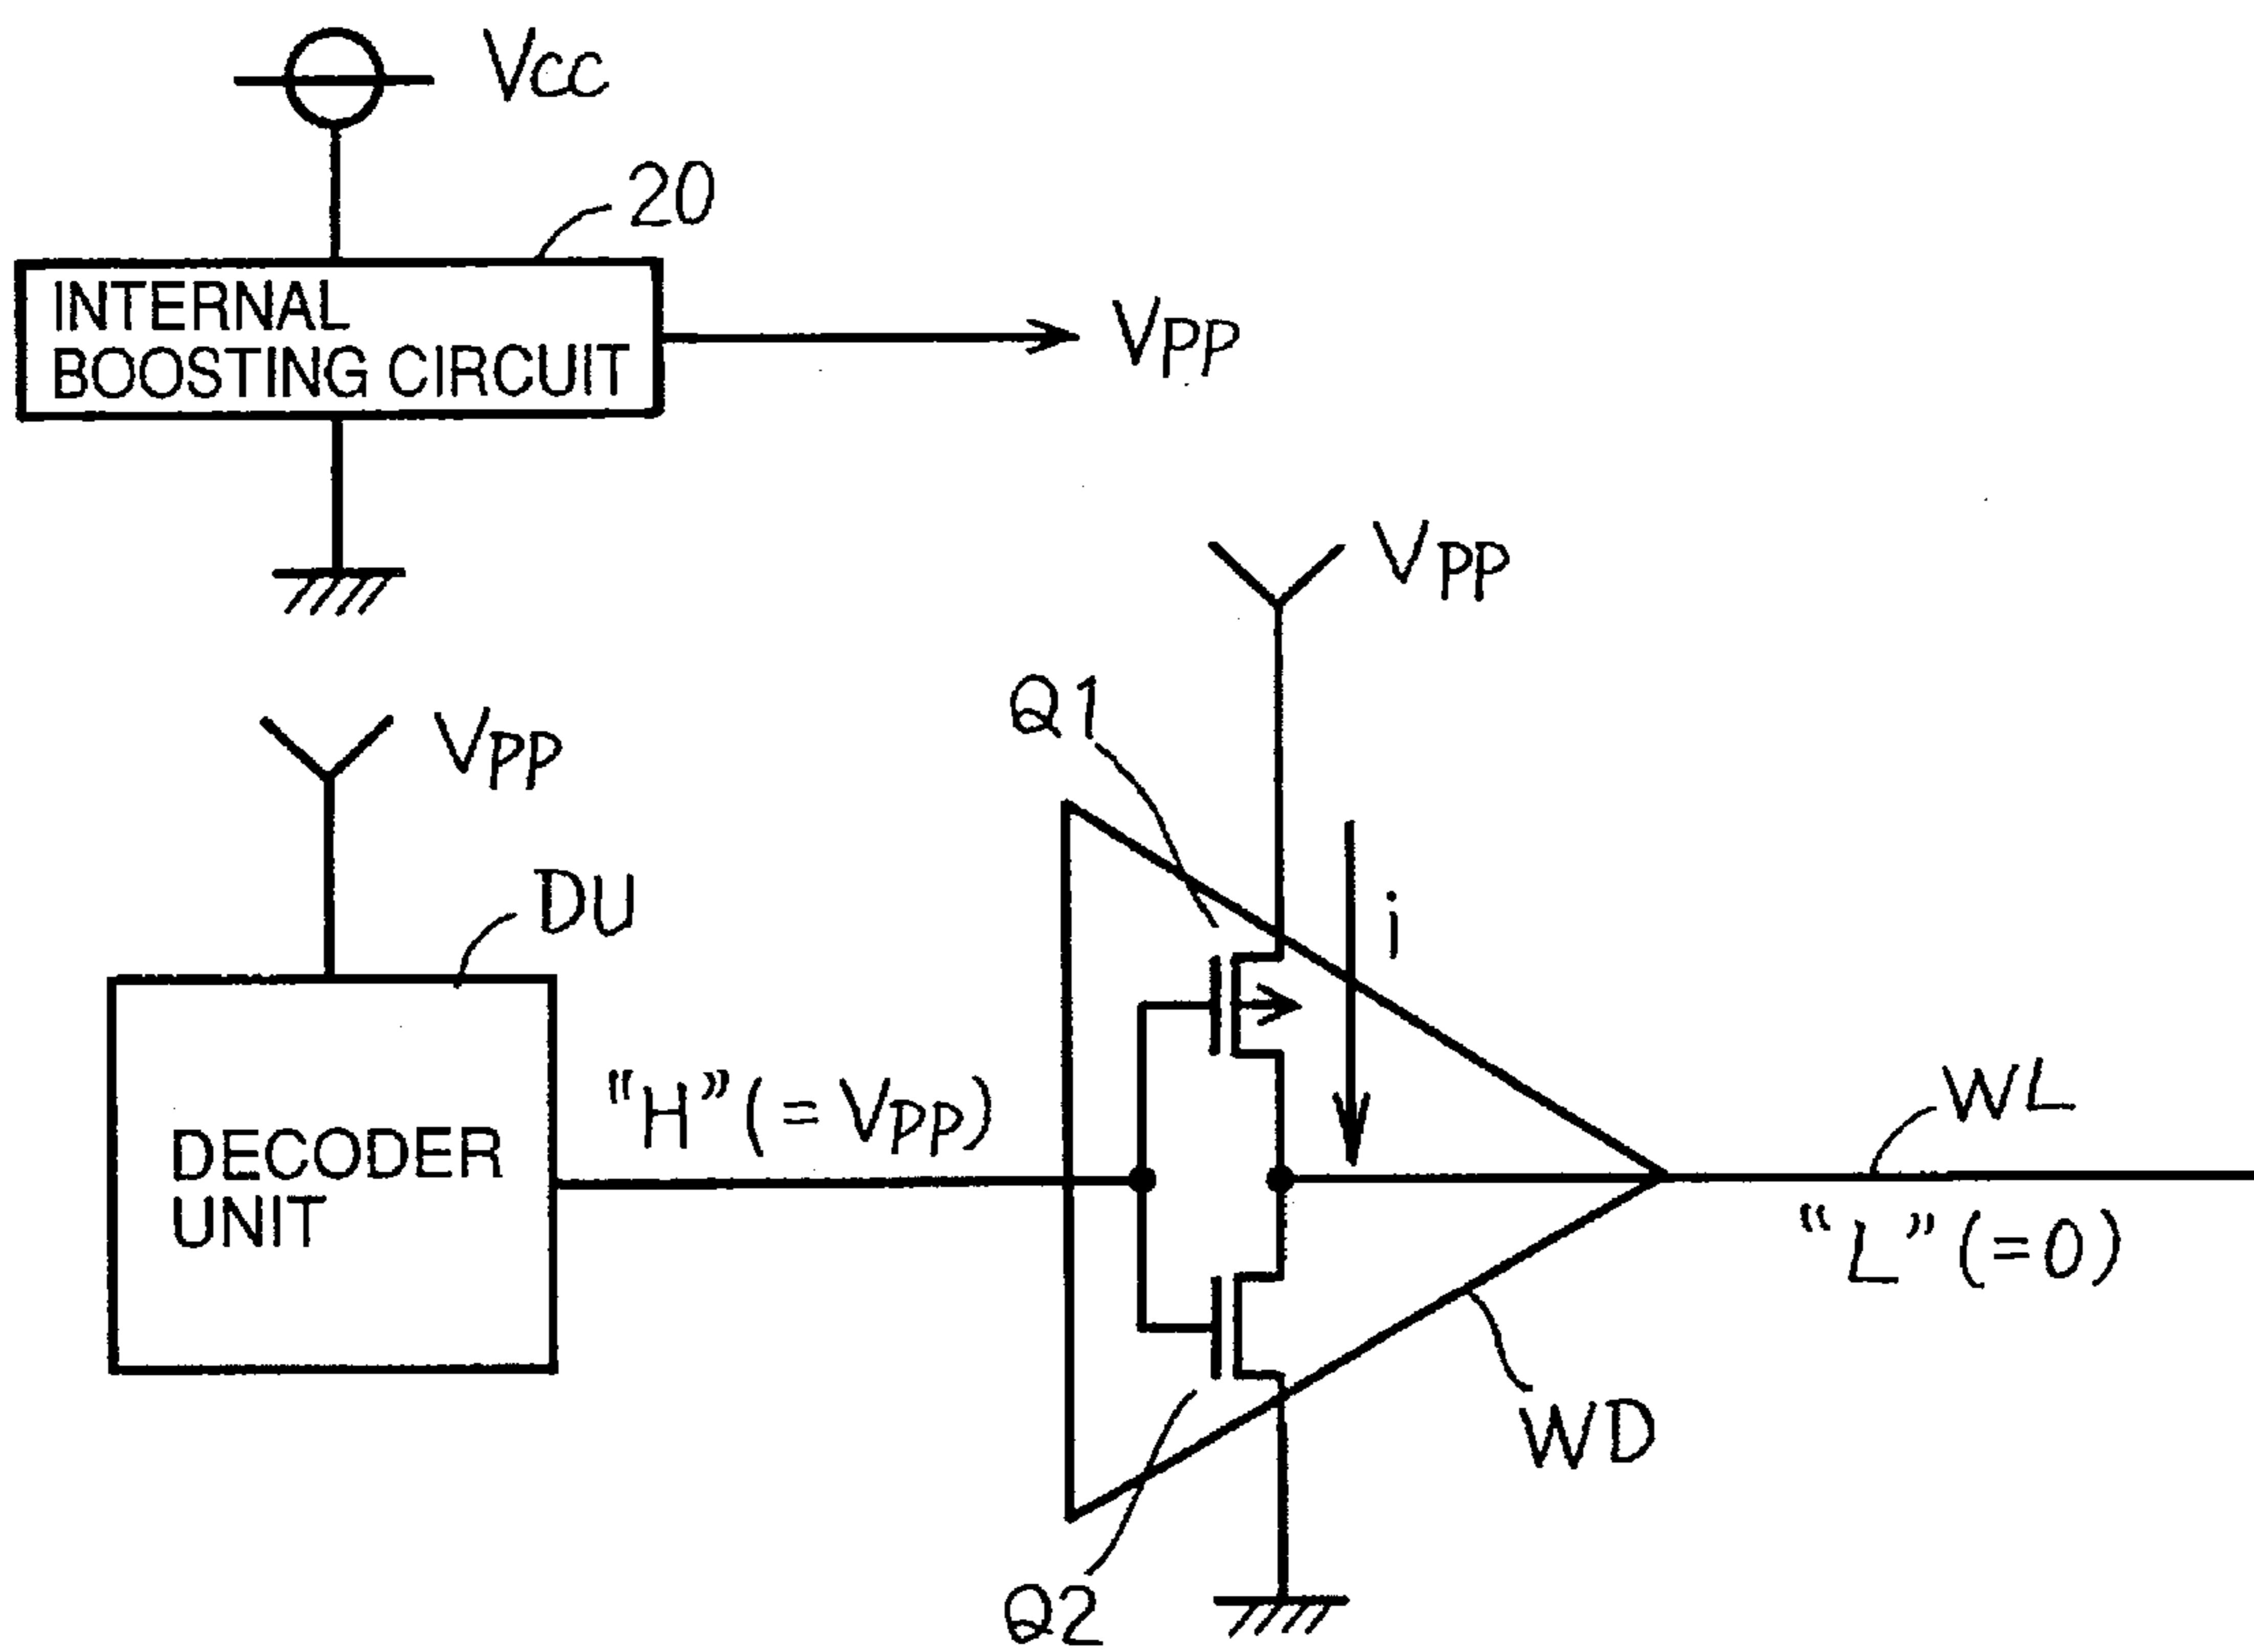 Vcc
20
INTERNAL
BOOSTING CIRCUIT
VPP
VPP
Q1
VPP
DU
i
"H" (= VPP)
WL
DECODER
UNIT
"L" (=0)
WD
Q2